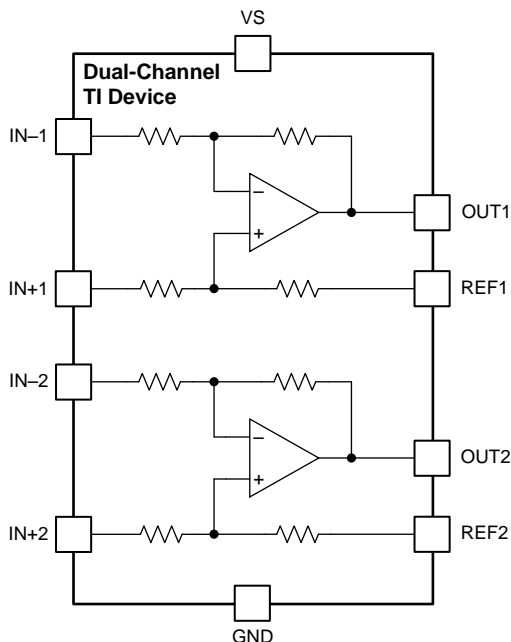 VS
Dual-Channel
TI Device
IN–1
−
OUT1
+
IN+1
REF1
IN–2
−
OUT2
+
IN+2
REF2
GND